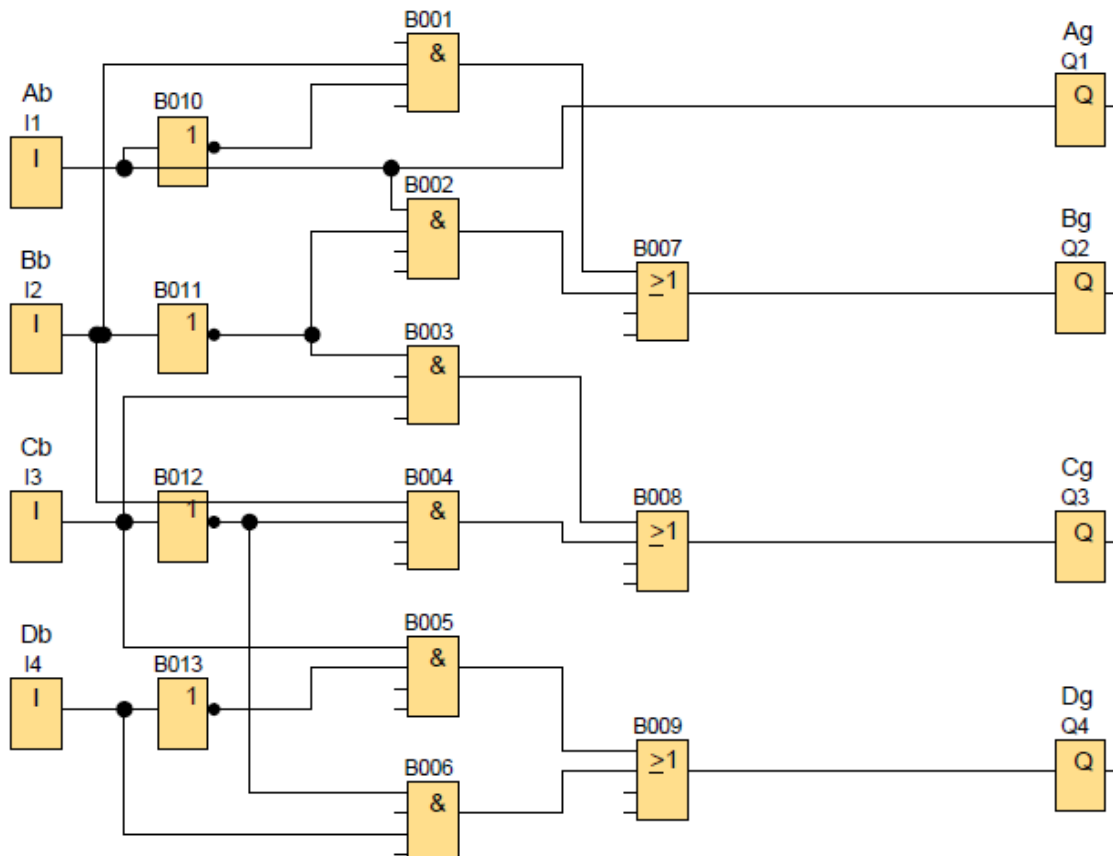 B001
&
Ag
Q1
Q
Ab
I1
I
B010
1
B002
&
Bg
Q2
Q
B007
≥1
Bb
I2
I
B011
1
B003
&
Cb
I3
I
B012
1
B004
&
B008
≥1
Cg
Q3
Q
Db
I4
I
B013
1
B005
&
B009
≥1
Dg
Q4
Q
B006
&